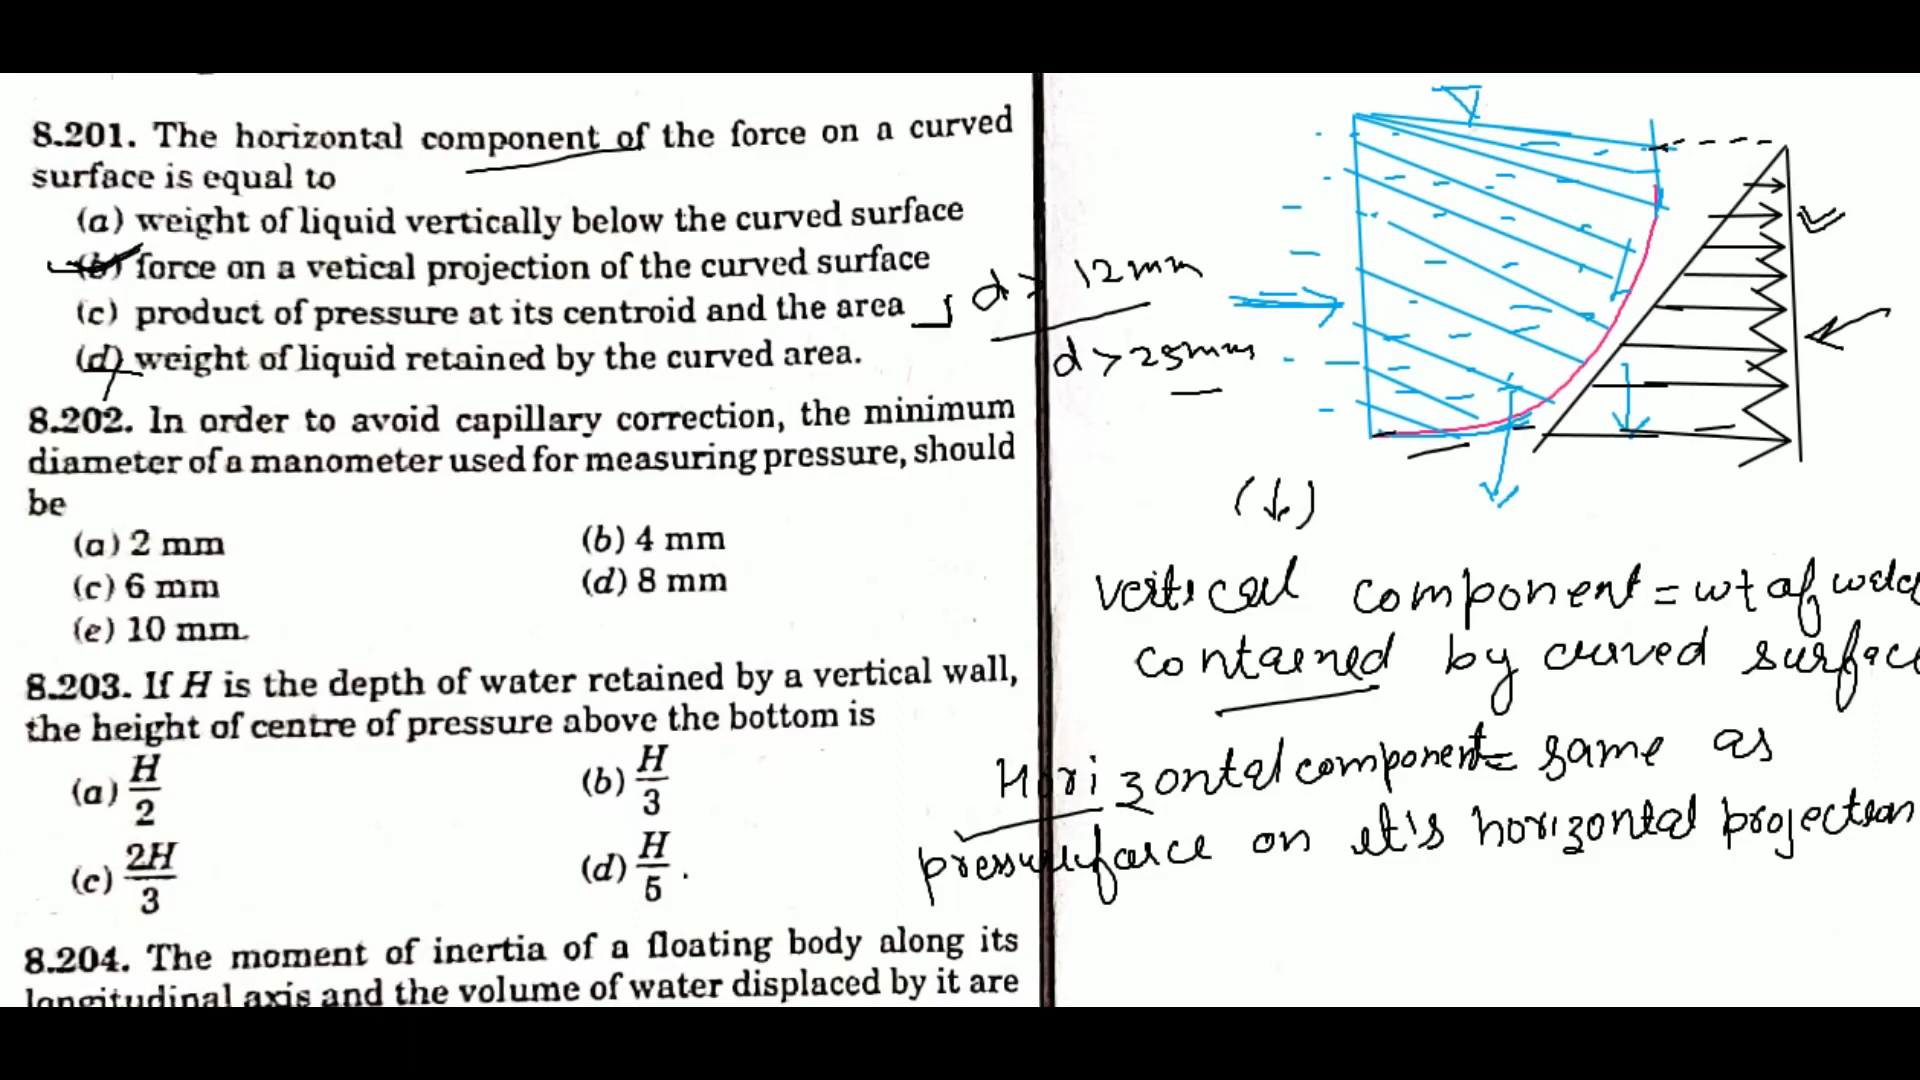 8.201. The horizontal component of the force on a curved
surface is equal to
(a) weight of liquid vertically below the curved surface
(b) force on a vetical projection of the curved surface
(c) product of pressure at its centroid and the area
(d) weight of liquid retained by the curved area.
8.202. In order to avoid capillary correction, the minimum
diameter of a manometer used for measuring pressure, should
be
(a) 2 mm (b) 4 mm
(c) 6 mm (d) 8 mm
(e) 10 mm.
8.203. If H is the depth of water retained by a vertical wall,
the height of centre of pressure above the bottom is
(a) H/2 (b) H/3
(c) 2H/3 (d) H/5.
8.204. The moment of inertia of a floating body along its
longitudinal axis and the volume of water displaced by it are
d > 12mm
d > 25mm
(↓)
vertical component = wt of
contained by curved surface
Horizontal component = same as
pressure force on it's horizontal projection